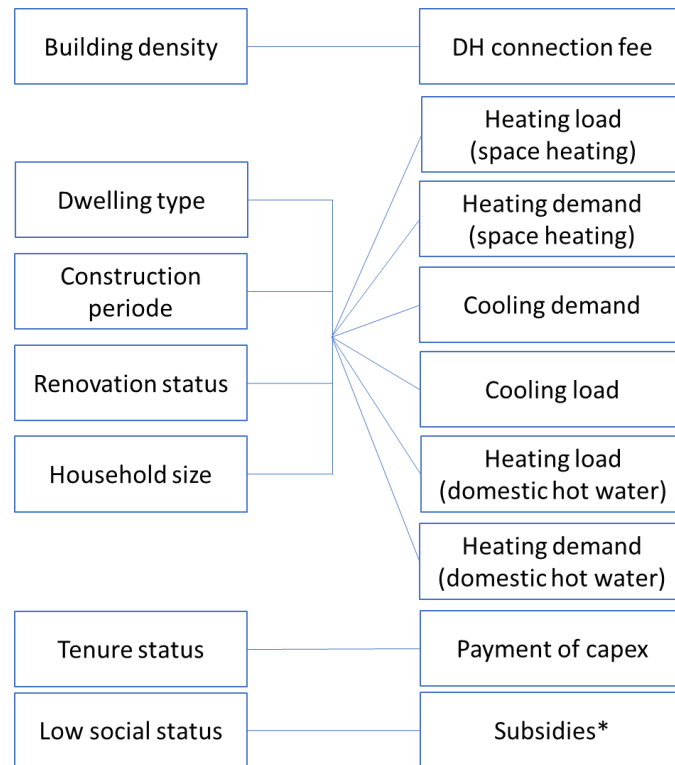 Building density
DH connection fee
Heating load
(space heating)
Dwelling type
Heating demand
(space heating)
Construction
periode
Cooling demand
Renovation status
Cooling load
Household size
Heating load
(domestic hot water)
Heating demand
(domestic hot water)
Tenure status
Payment of capex
Low social status
Subsidies*